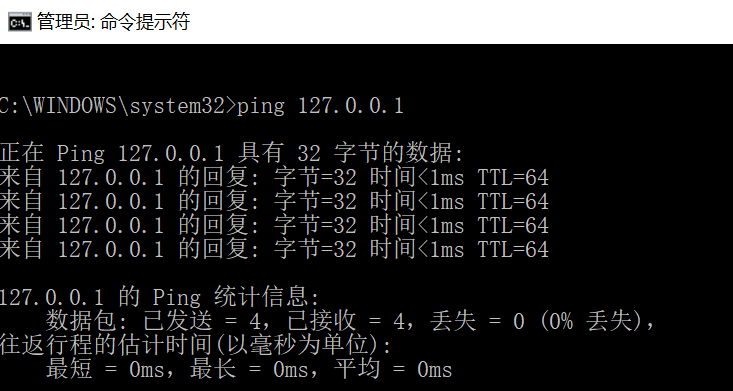 管理员: 命令提示符
C:\WINDOWS\system32>ping 127.0.0.1
正在 Ping 127.0.0.1 具有 32 字节的数据:
来自 127.0.0.1 的回复: 字节=32 时间<1ms TTL=64
来自 127.0.0.1 的回复: 字节=32 时间<1ms TTL=64
来自 127.0.0.1 的回复: 字节=32 时间<1ms TTL=64
来自 127.0.0.1 的回复: 字节=32 时间<1ms TTL=64
127.0.0.1 的 Ping 统计信息:
数据包: 已发送 = 4，已接收 = 4，丢失 = 0 (0% 丢失)，
往返行程的估计时间(以毫秒为单位):
最短 = 0ms，最长 = 0ms，平均 = 0ms